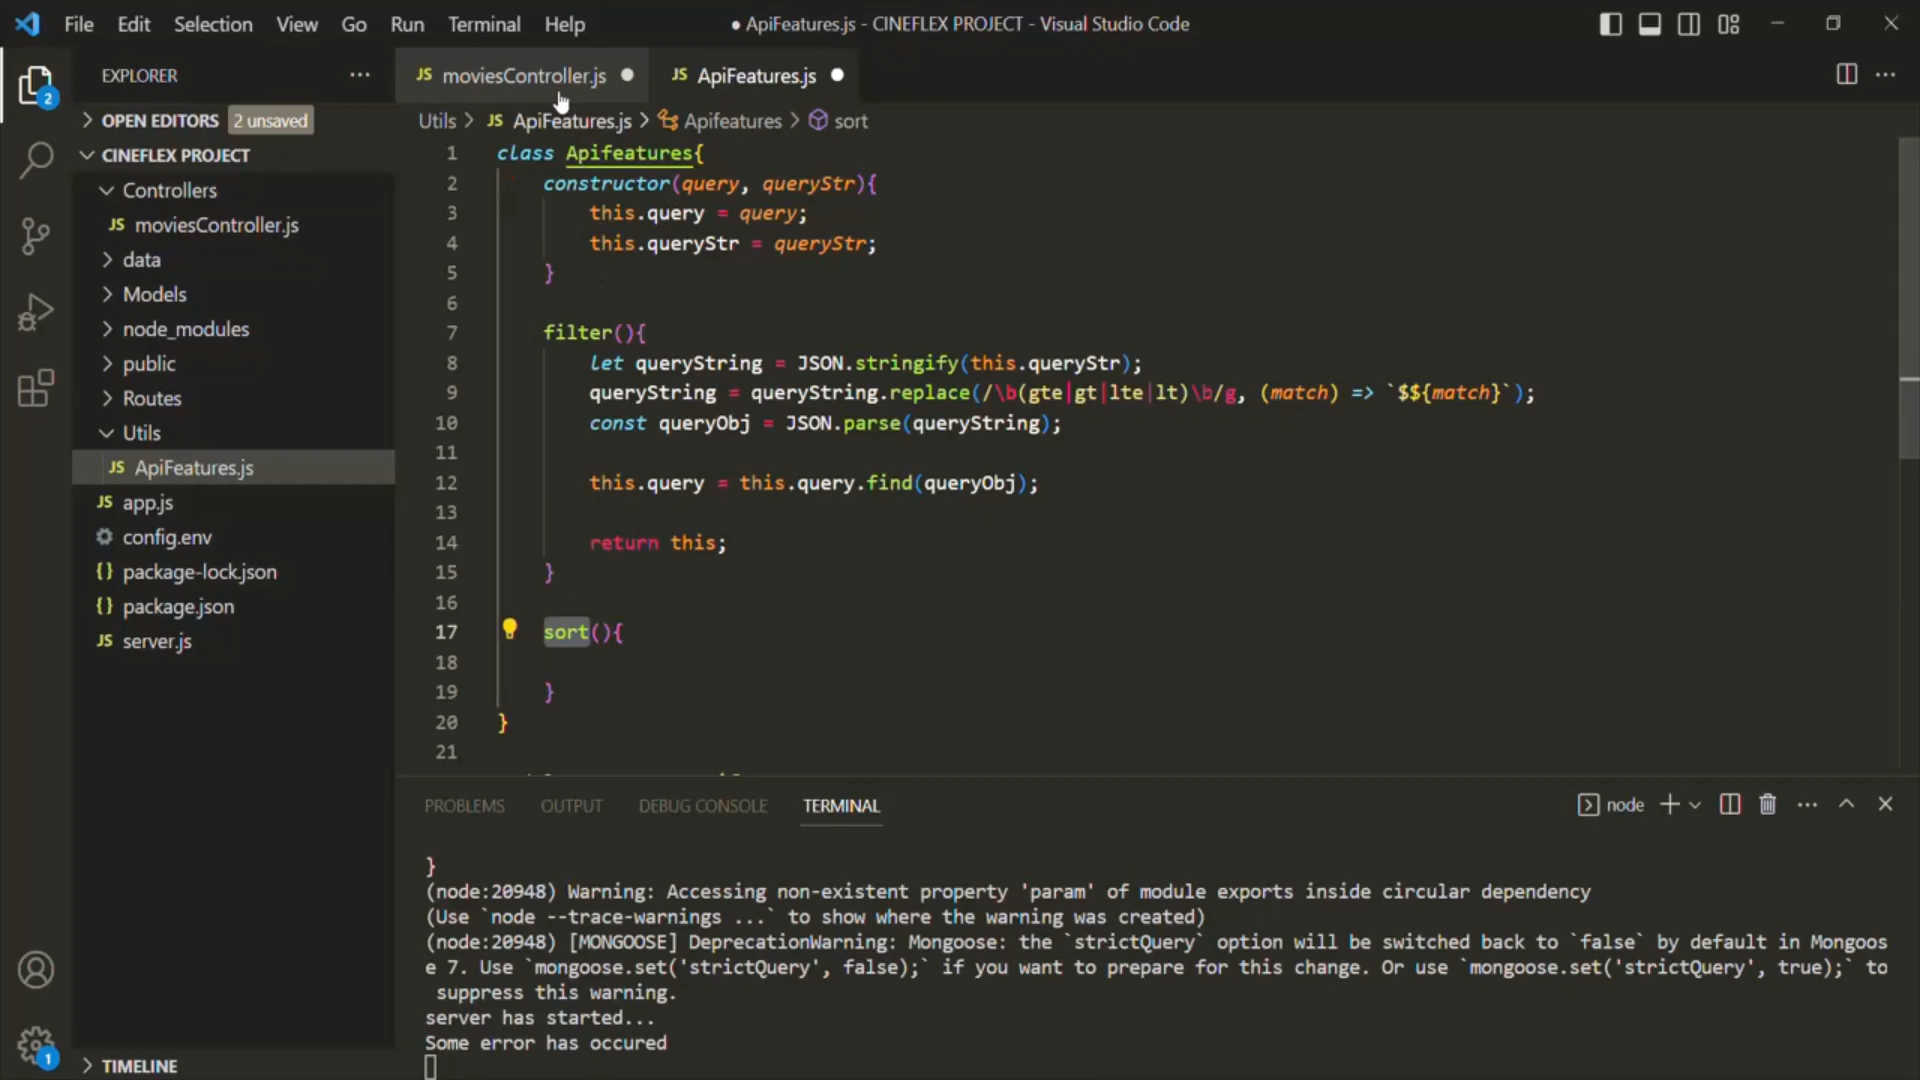 File Edit Selection View Go Run Terminal Help
● ApiFeatures.js - CINEFLEX PROJECT - Visual Studio Code
EXPLORER
OPEN EDITORS 2 unsaved
CINEFLEX PROJECT
Controllers
JS moviesController.js
data
Models
node_modules
public
Routes
Utils
JS ApiFeatures.js
JS app.js
config.env
{} package-lock.json
{} package.json
JS server.js
TIMELINE
2
1
JS moviesController.js ● JS ApiFeatures.js ●
Utils > JS ApiFeatures.js > Apifeatures > sort
1 class Apifeatures{
2 constructor(query, queryStr){
3 this.query = query;
4 this.queryStr = queryStr;
5 }
6
7 filter(){
8 let queryString = JSON.stringify(this.queryStr);
9 queryString = queryString.replace(/\b(gte|gt|lte|lt)\b/g, (match) => `$${match}`);
10 const queryObj = JSON.parse(queryString);
11
12 this.query = this.query.find(queryObj);
13
14 return this;
15 }
16
17 sort(){
18
19 }
20 }
21
PROBLEMS OUTPUT DEBUG CONSOLE TERMINAL
node
}
(node:20948) Warning: Accessing non-existent property 'param' of module exports inside circular dependency
(Use `node --trace-warnings ...` to show where the warning was created)
(node:20948) [MONGOOSE] DeprecationWarning: Mongoose: the `strictQuery` option will be switched back to `false` by default in Mongoos
e 7. Use `mongoose.set('strictQuery', false);` if you want to prepare for this change. Or use `mongoose.set('strictQuery', true);` to
suppress this warning.
server has started...
Some error has occured